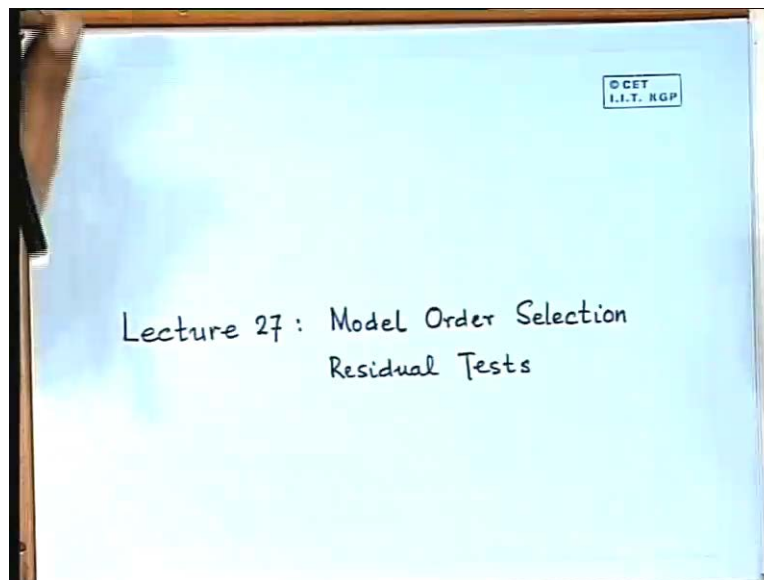 © CET
I.I.T. KGP
Lecture 27 : Model Order Selection
Residual Tests